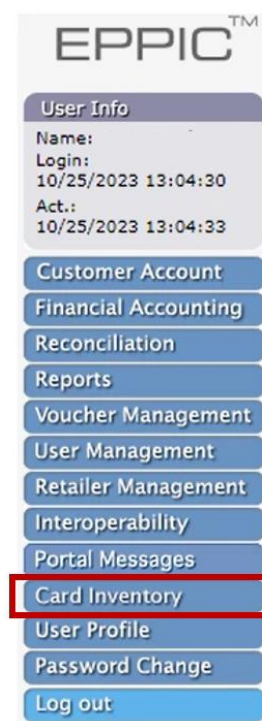 EPPIC™
User Info
Name:
Login:
10/25/2023 13:04:30
Act.:
10/25/2023 13:04:33
Customer Account
Financial Accounting
Reconciliation
Reports
Voucher Management
User Management
Retailer Management
Interoperability
Portal Messages
Card Inventory
User Profile
Password Change
Log out